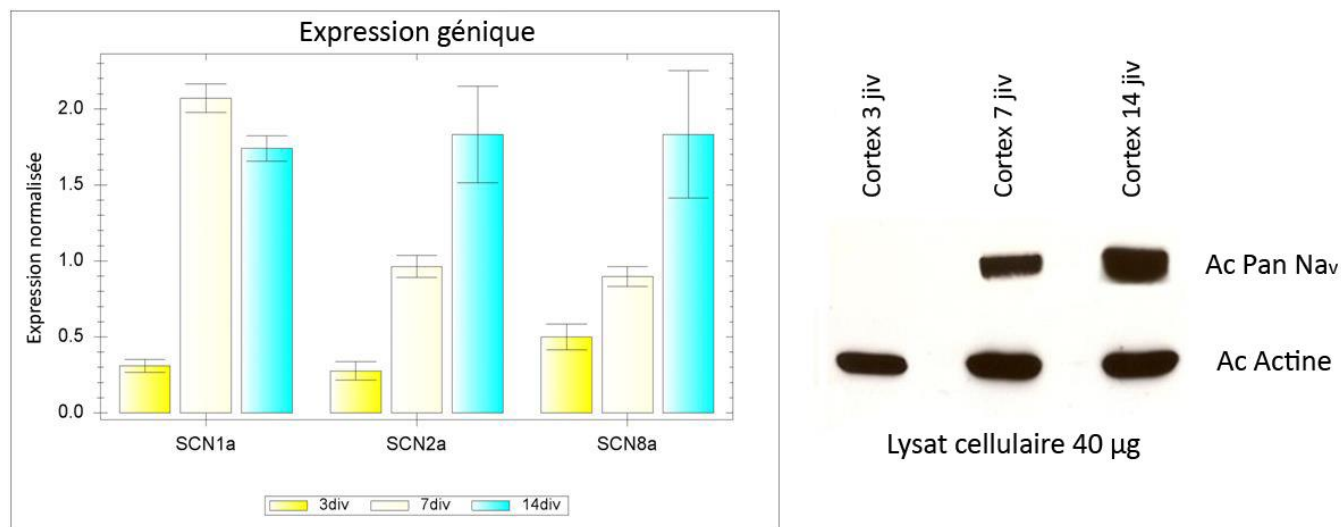 Expression génique
Expression normalisée
2.0
1.5
1.0
0.5
0.0
SCN1a
SCN2a
SCN8a
3div
7div
14div
Cortex 3 jiv
Cortex 7 jiv
Cortex 14 jiv
Ac Pan Nav
Ac Actine
Lysat cellulaire 40 µg